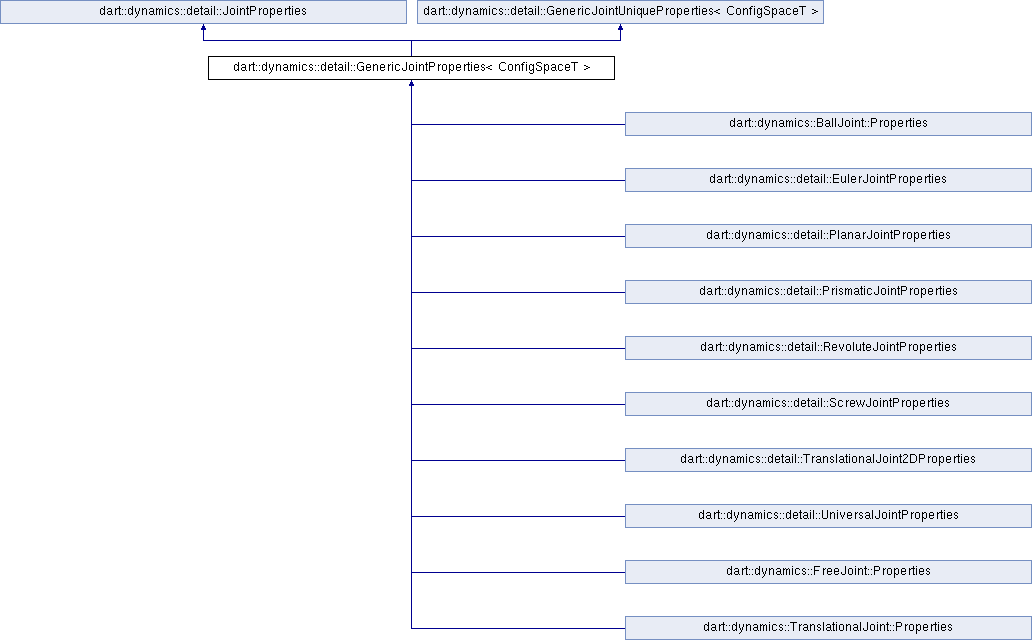 dart::dynamics::detail::JointProperties
dart::dynamics::detail::GenericJointUniqueProperties< ConfigSpaceT >
dart::dynamics::detail::GenericJointProperties< ConfigSpaceT >
dart::dynamics::BallJoint::Properties
dart::dynamics::detail::EulerJointProperties
dart::dynamics::detail::PlanarJointProperties
dart::dynamics::detail::PrismaticJointProperties
dart::dynamics::detail::RevoluteJointProperties
dart::dynamics::detail::ScrewJointProperties
dart::dynamics::detail::TranslationalJoint2DProperties
dart::dynamics::detail::UniversalJointProperties
dart::dynamics::FreeJoint::Properties
dart::dynamics::TranslationalJoint::Properties